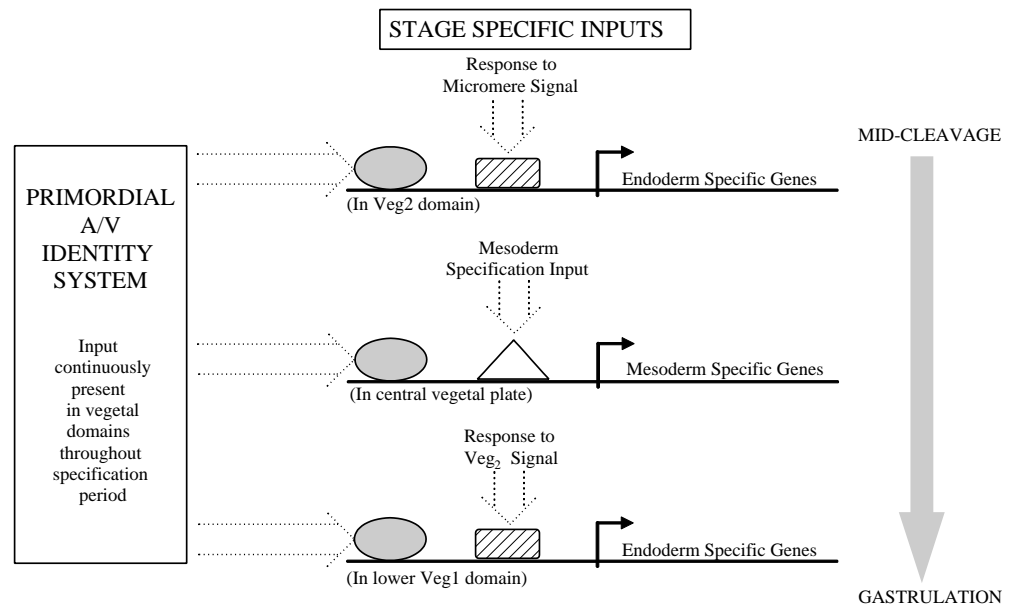 STAGE SPECIFIC INPUTS
Response to
Micromere Signal
MID-CLEAVAGE
PRIMORDIAL
A/V
IDENTITY
SYSTEM
Input
continuously
present
in vegetal
domains
throughout
specification
period
Endoderm Specific Genes
(In Veg2 domain)
Mesoderm
Specification Input
Mesoderm Specific Genes
(In central vegetal plate)
Response to
Veg₂ Signal
Endoderm Specific Genes
(In lower Veg1 domain)
GASTRULATION